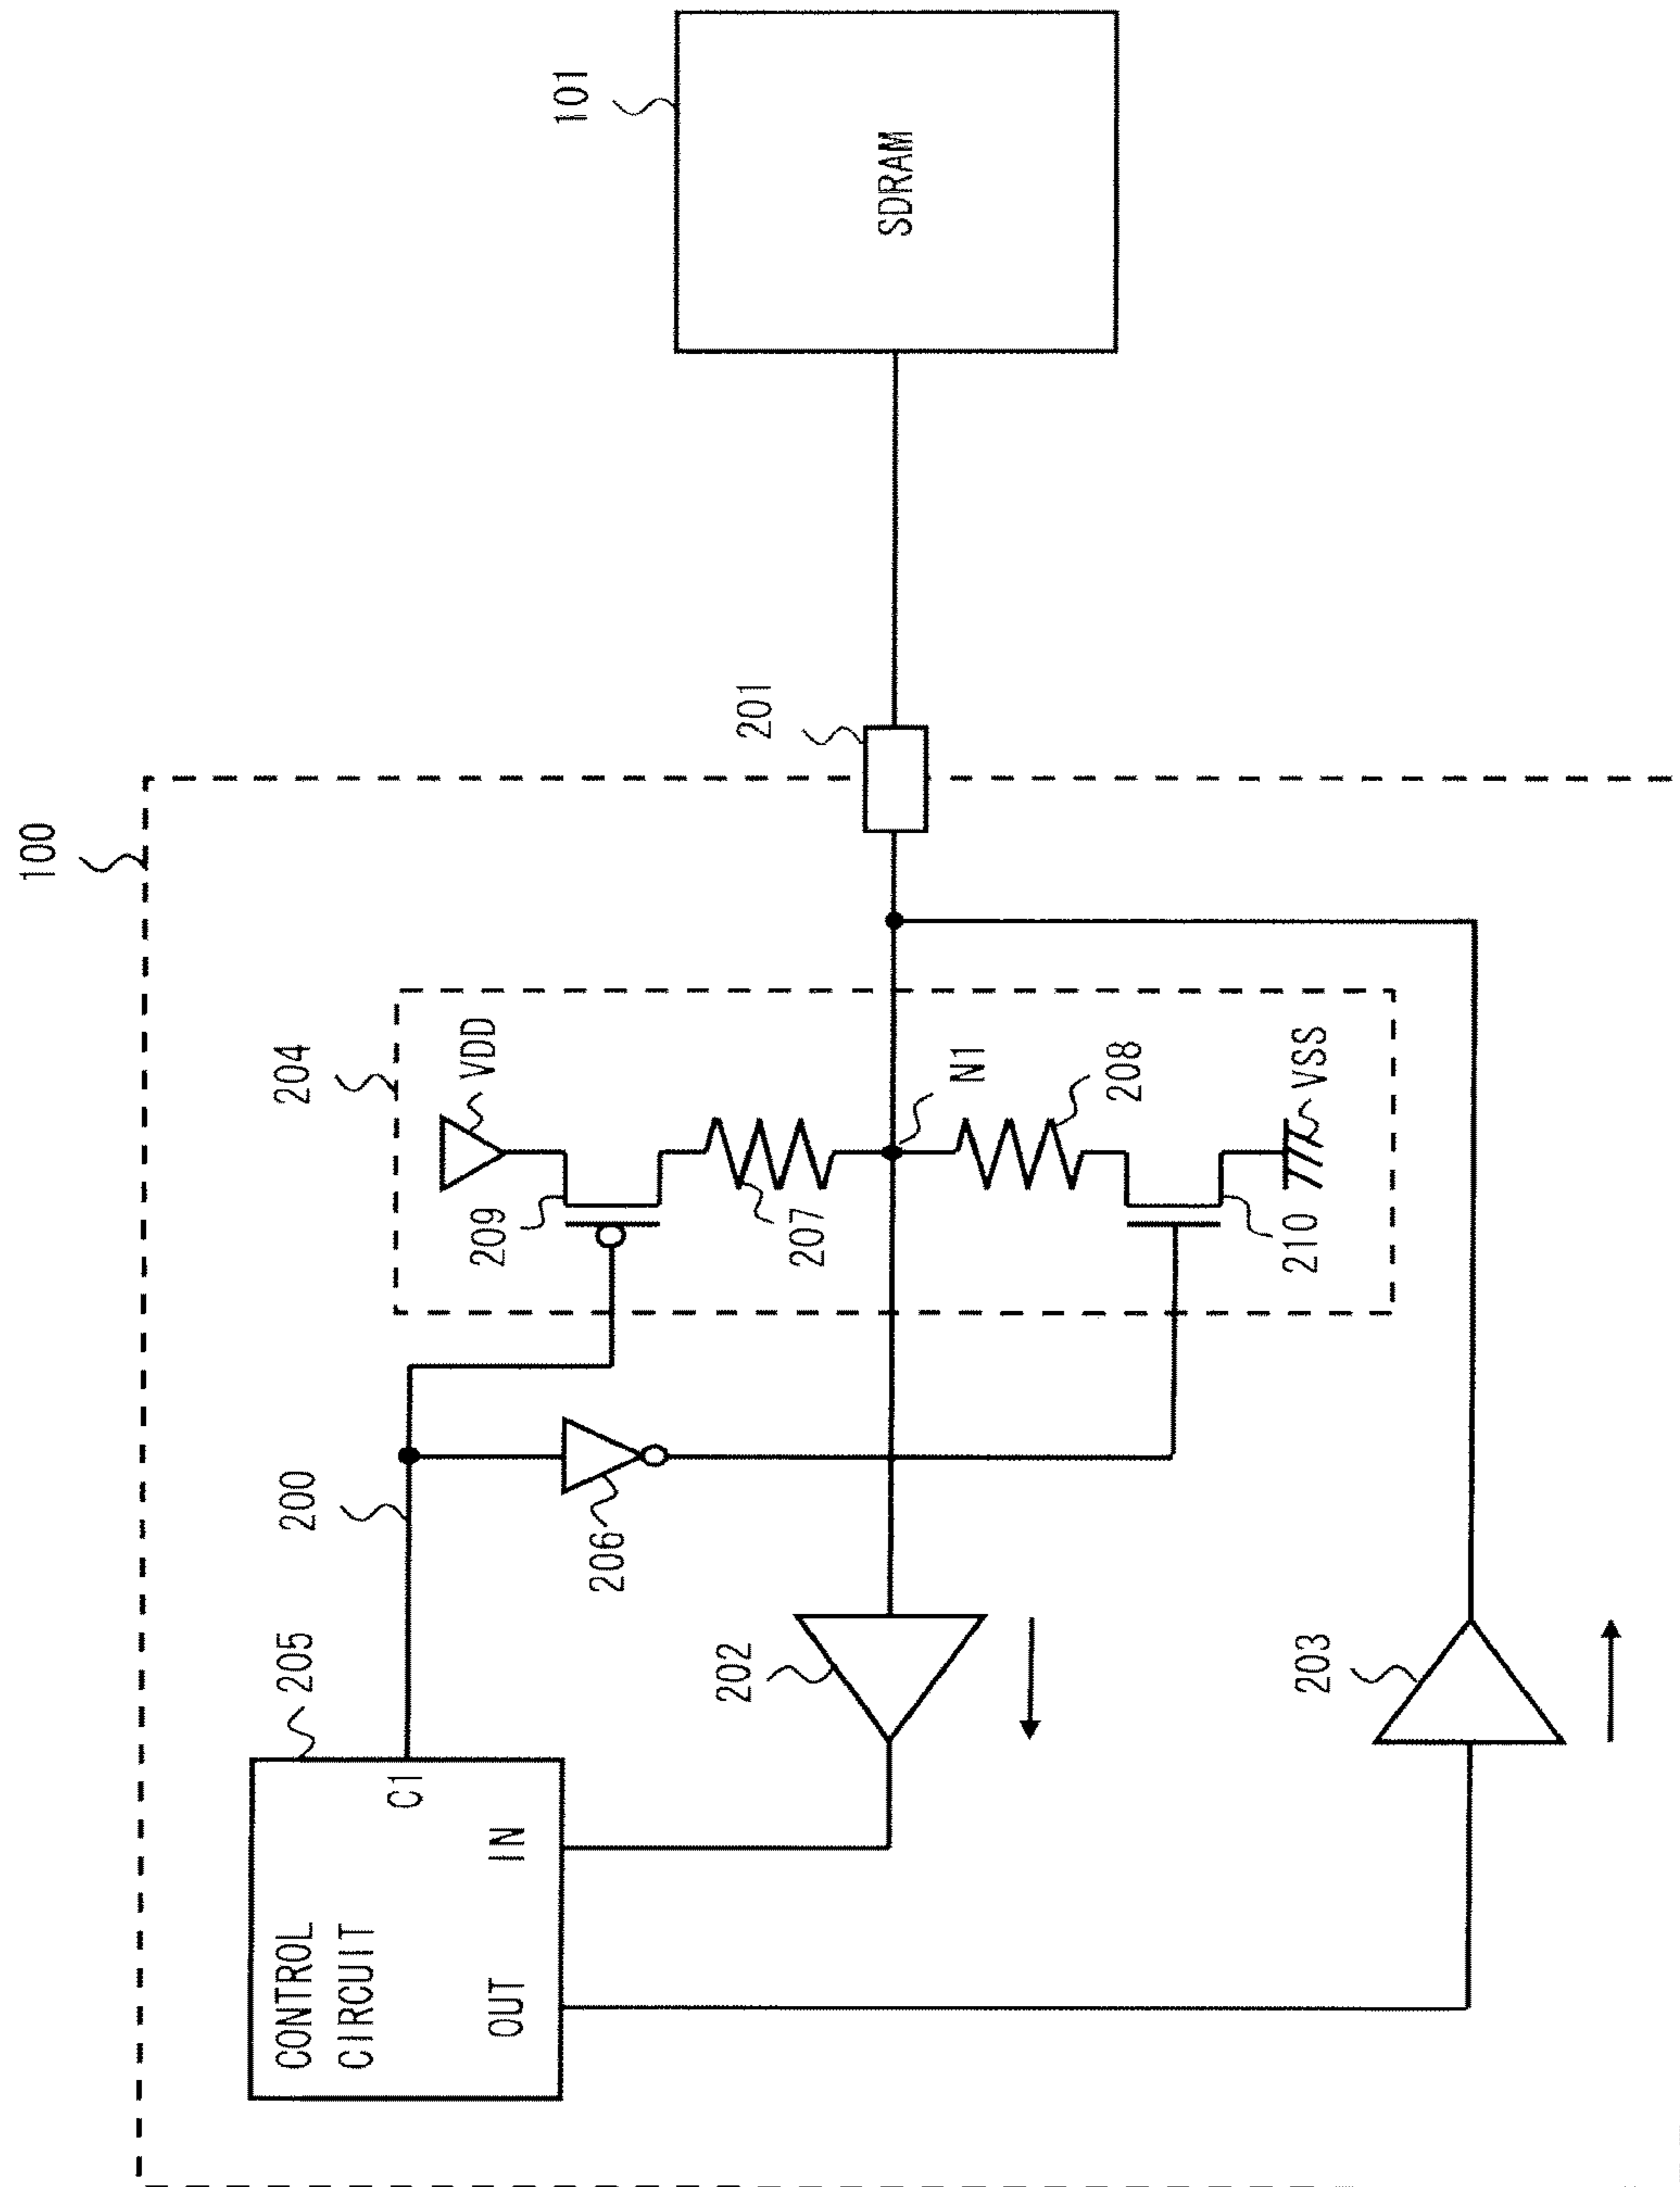 100
204
VDD
209
207
N1
208
VSS
210
200
206
205
CONTROL
CIRCUIT
C1
IN
OUT
202
203
201
101
SDRAM